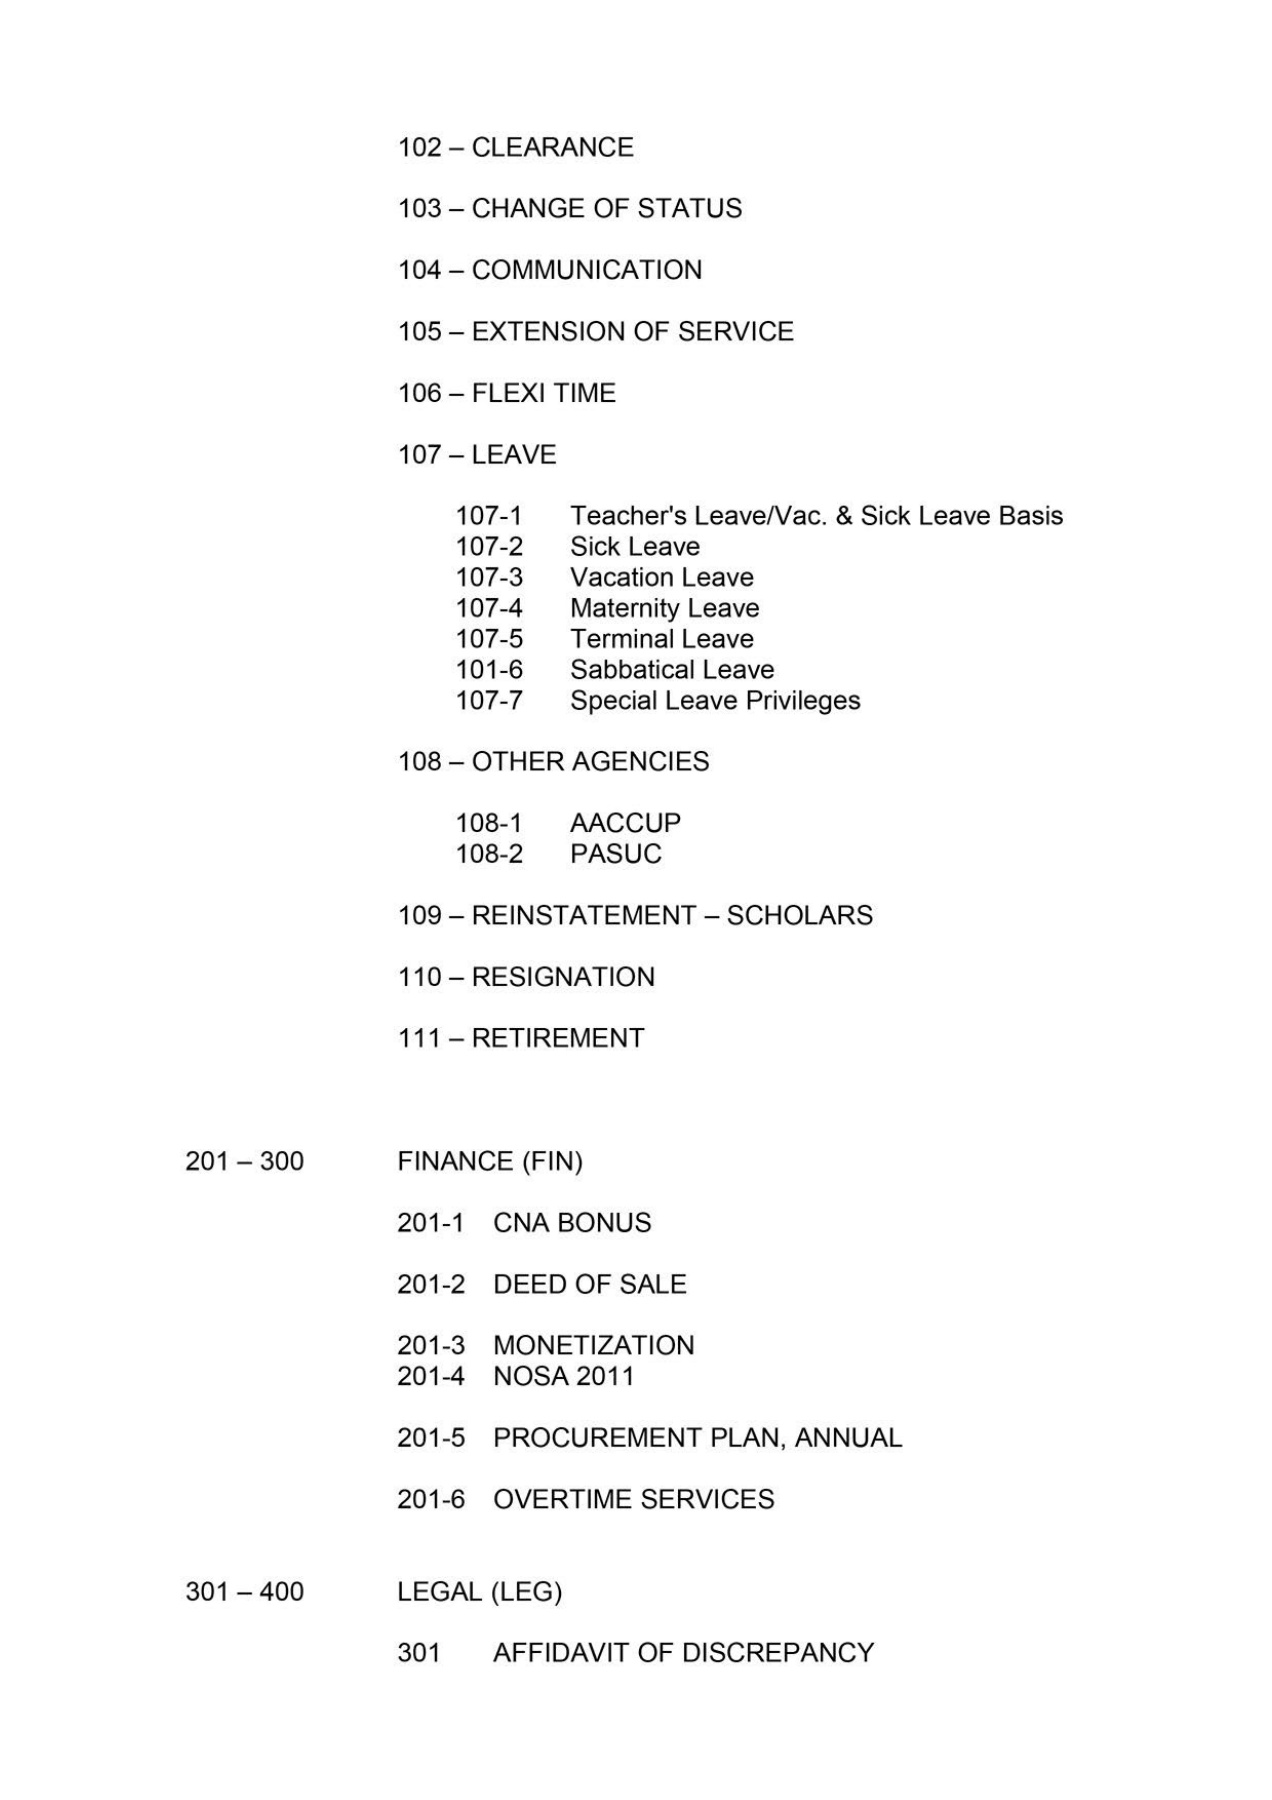 102 – CLEARANCE
103 – CHANGE OF STATUS
104 – COMMUNICATION
105 – EXTENSION OF SERVICE
106 – FLEXI TIME
107 – LEAVE
107-1 Teacher's Leave/Vac. & Sick Leave Basis
107-2 Sick Leave
107-3 Vacation Leave
107-4 Maternity Leave
107-5 Terminal Leave
101-6 Sabbatical Leave
107-7 Special Leave Privileges
108 – OTHER AGENCIES
108-1 AACCUP
108-2 PASUC
109 – REINSTATEMENT – SCHOLARS
110 – RESIGNATION
111 – RETIREMENT
201 – 300 FINANCE (FIN)
201-1 CNA BONUS
201-2 DEED OF SALE
201-3 MONETIZATION
201-4 NOSA 2011
201-5 PROCUREMENT PLAN, ANNUAL
201-6 OVERTIME SERVICES
301 – 400 LEGAL (LEG)
301 AFFIDAVIT OF DISCREPANCY